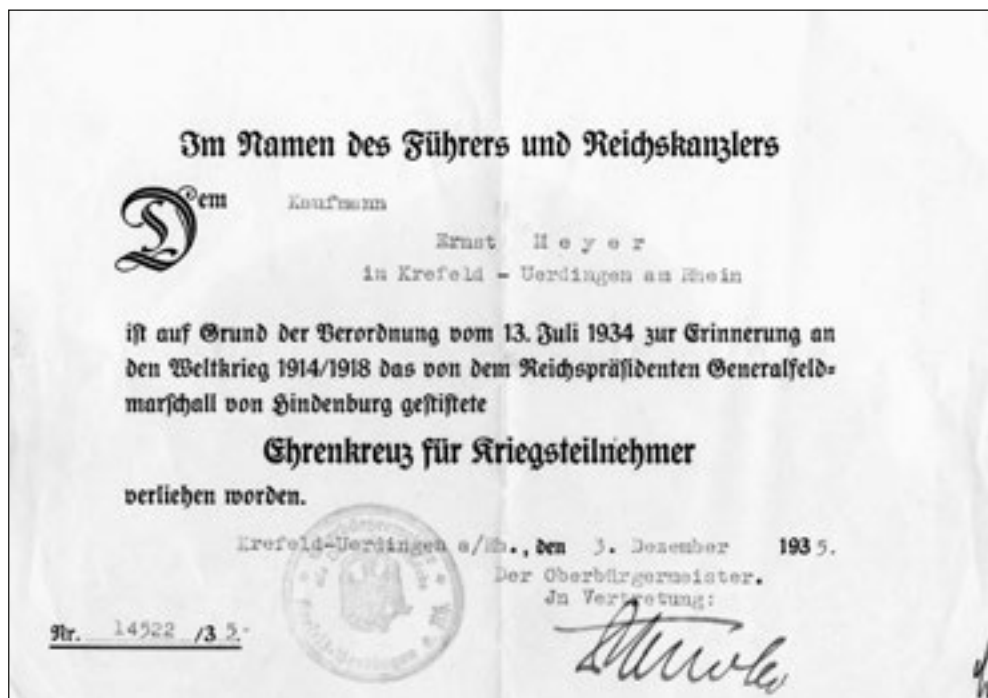 Im Namen des Führers und Reichskanzlers
Dem Kaufmann
Ernst Meyer
in Krefeld - Uerdingen am Rhein
ist auf Grund der Verordnung vom 13. Juli 1934 zur Erinnerung an
den Weltkrieg 1914/1918 das von dem Reichspräsidenten Generalfeld=
marschall von Hindenburg gestiftete
Ehrenkreuz für Kriegsteilnehmer
verliehen worden.
Krefeld-Uerdingen a/Rh., den 3. Dezember 1935.
Der Oberbürgermeister.
Jn Vertretung:
Nr. 14522 /35.-